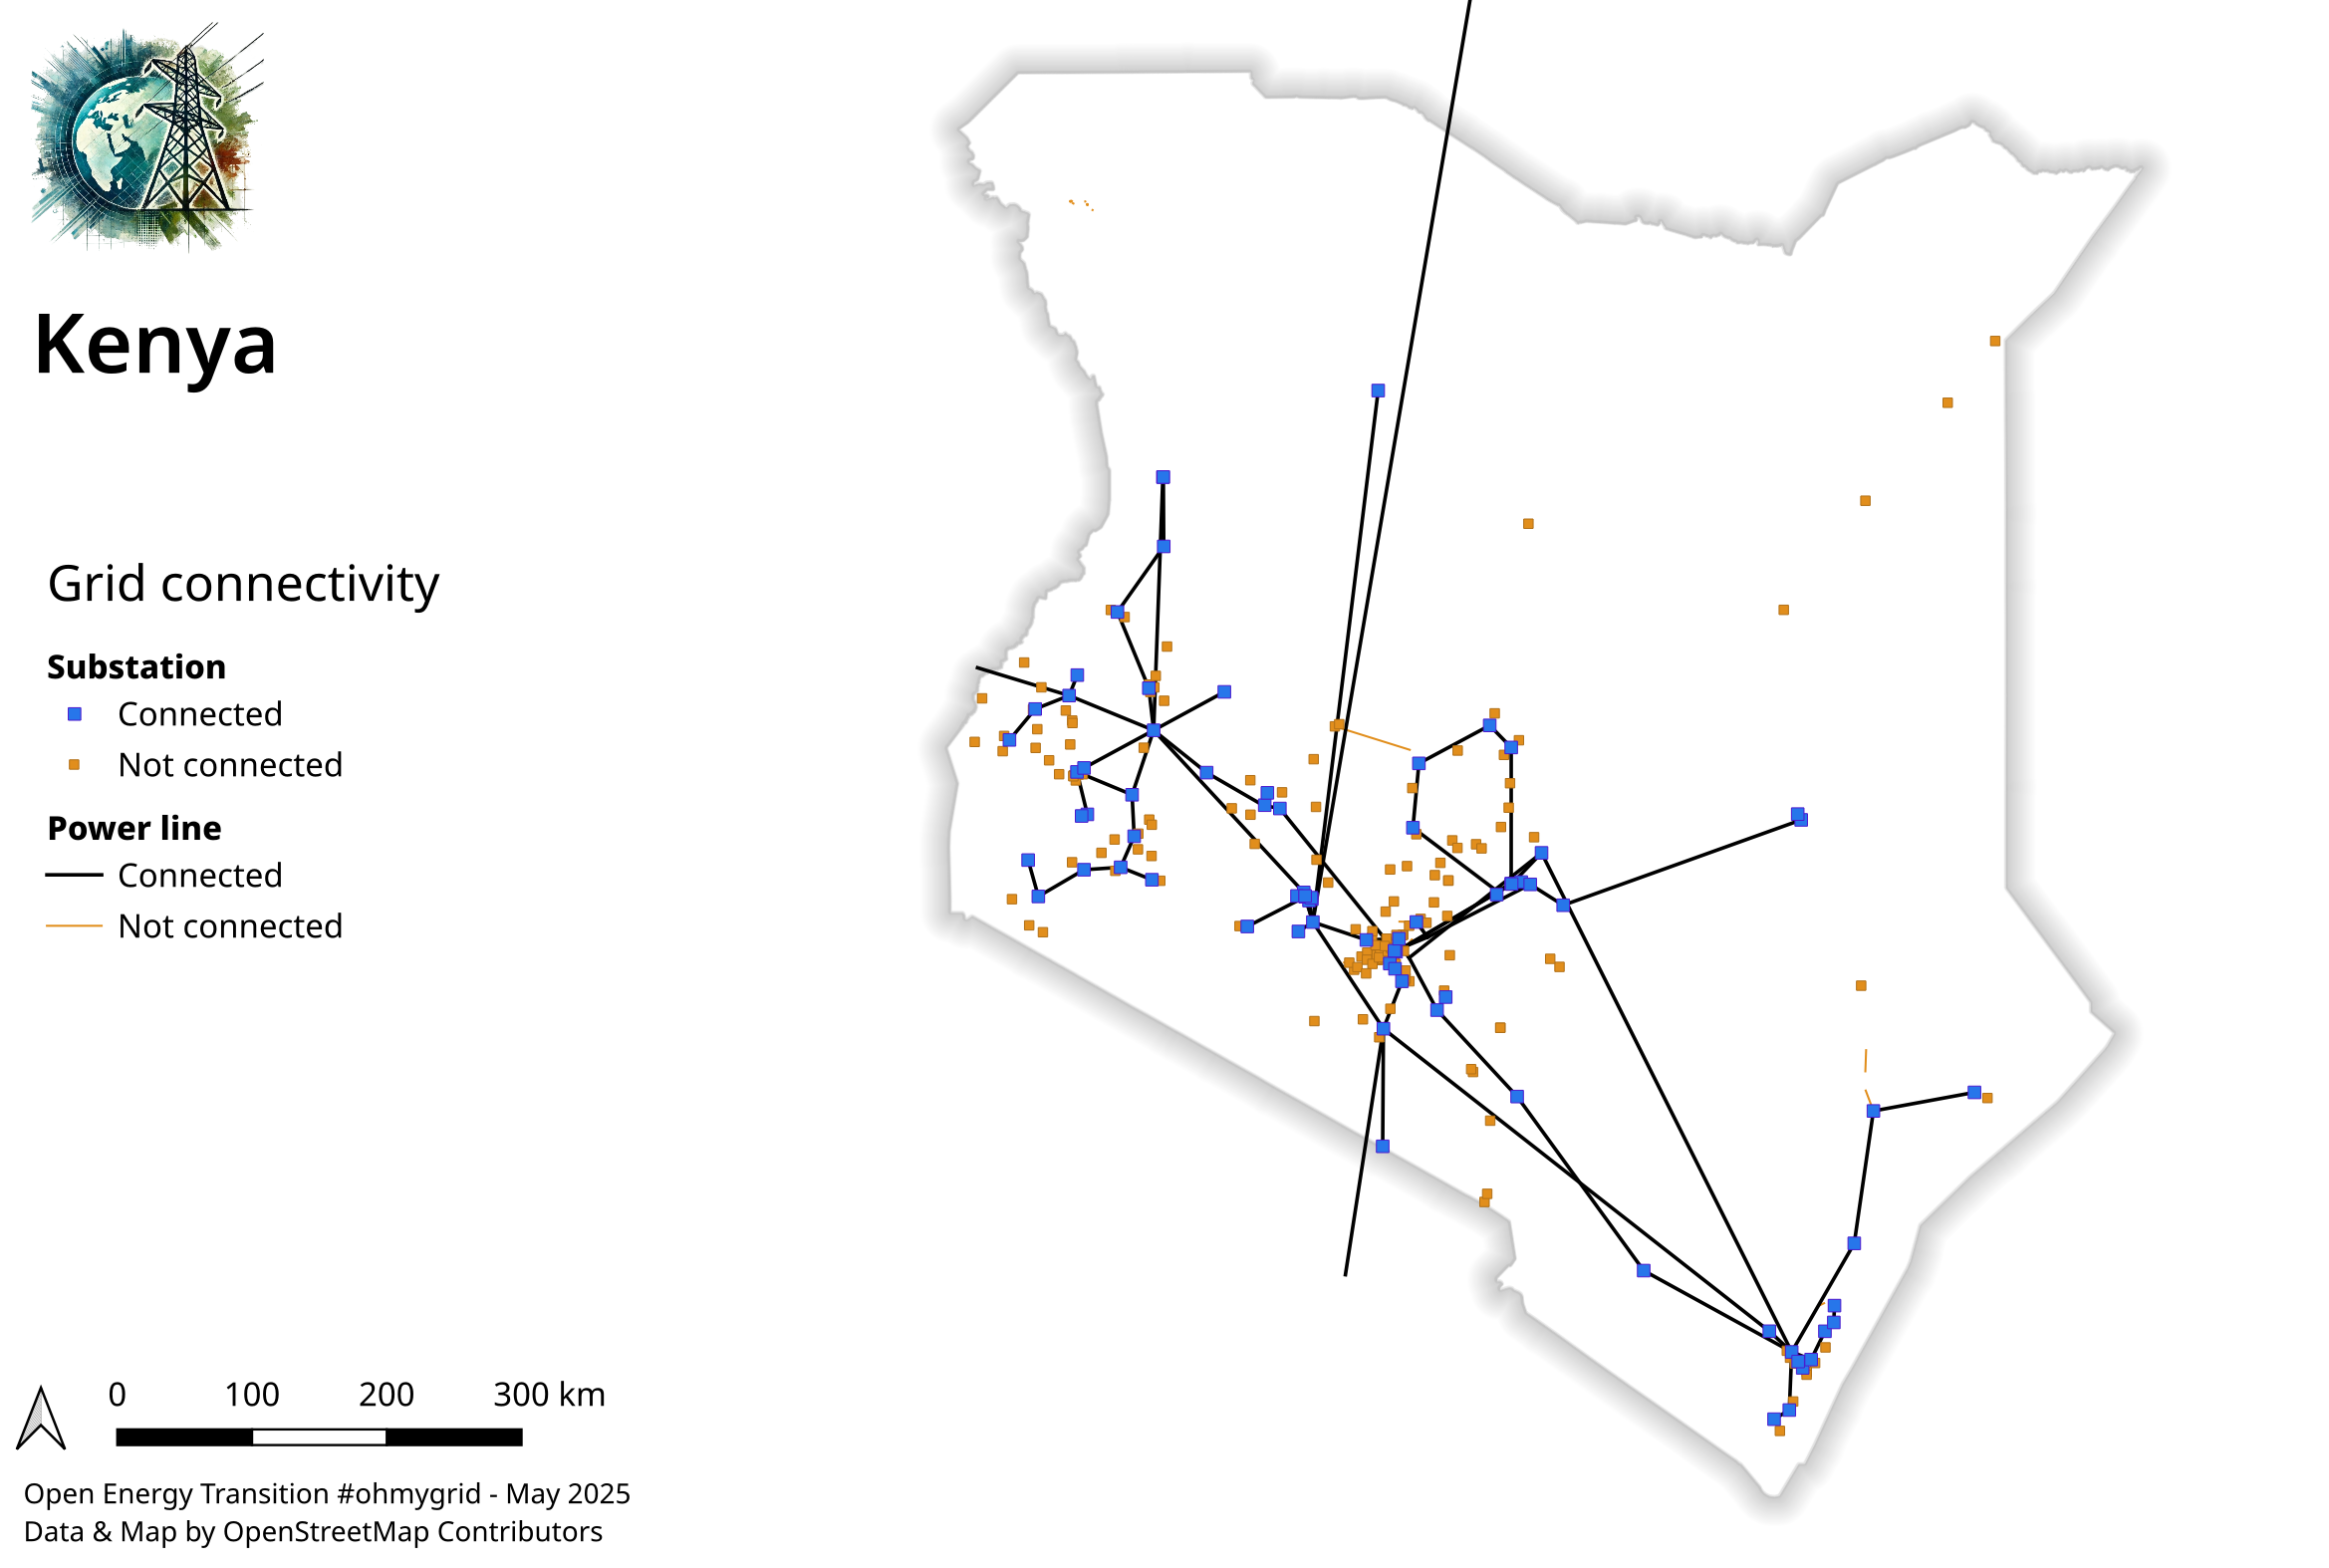 Kenya
Grid connectivity
Substation
Connected
Not connected
Power line
Connected
Not connected
0 100 200 300 km
Open Energy Transition #ohmygrid - May 2025
Data & Map by OpenStreetMap Contributors